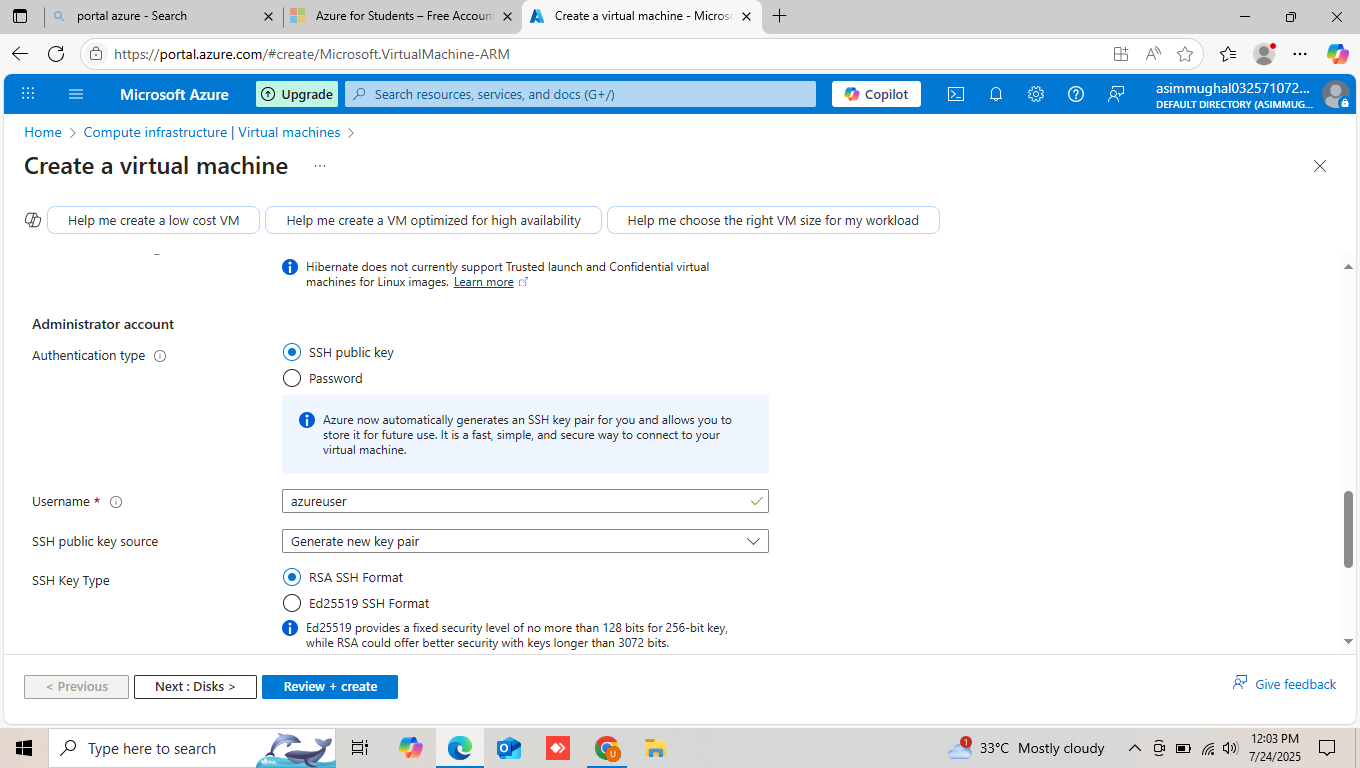 portal azure - Search
Azure for Students – Free Account
Create a virtual machine - Micros
https://portal.azure.com/#create/Microsoft.VirtualMachine-ARM
Microsoft Azure
Upgrade
Search resources, services, and docs (G+/)
Copilot
asimmughal032571072...
DEFAULT DIRECTORY (ASIMMUG...
Home > Compute infrastructure | Virtual machines >
Create a virtual machine ...
Help me create a low cost VM
Help me create a VM optimized for high availability
Help me choose the right VM size for my workload
Hibernate does not currently support Trusted launch and Confidential virtual
machines for Linux images. Learn more
Administrator account
Authentication type
SSH public key
Password
Azure now automatically generates an SSH key pair for you and allows you to
store it for future use. It is a fast, simple, and secure way to connect to your
virtual machine.
Username *
azureuser
SSH public key source
Generate new key pair
SSH Key Type
RSA SSH Format
Ed25519 SSH Format
Ed25519 provides a fixed security level of no more than 128 bits for 256-bit key,
while RSA could offer better security with keys longer than 3072 bits.
< Previous
Next : Disks >
Review + create
Give feedback
Type here to search
1
33°C Mostly cloudy
12:03 PM
7/24/2025